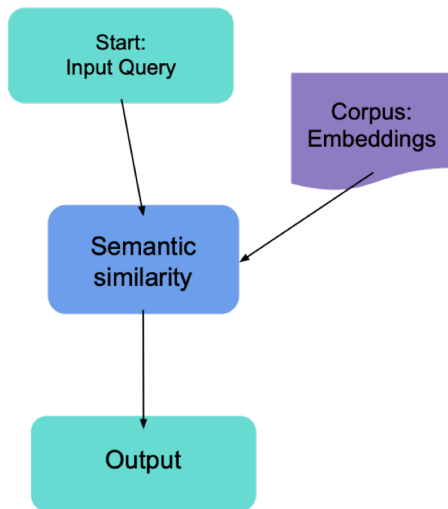 Start:
Input Query
Corpus:
Embeddings
Semantic
similarity
Output